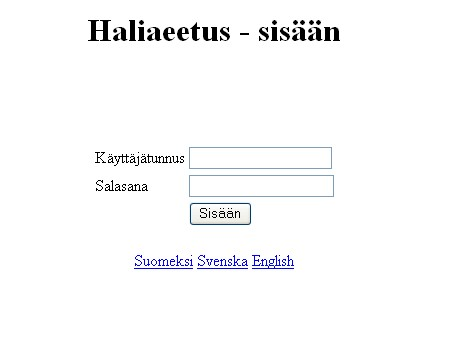 Haliaeetus - sisään
Käyttäjätunnus
Salasana
Sisään
Suomeksi Svenska English